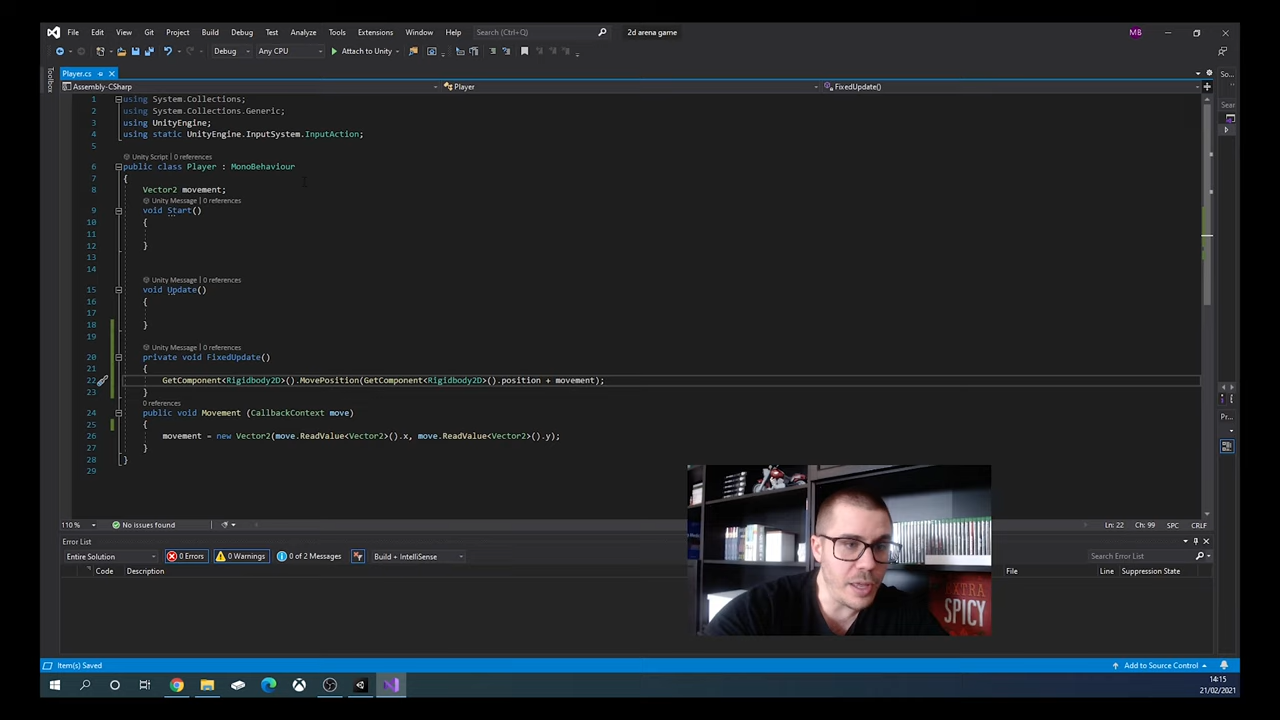 File Edit View Git Project Build Debug Test Analyze Tools Extensions Window Help Search (Ctrl+Q) 2d arena game MB
Debug Any CPU Attach to Unity
Player.cs
Toolbox
Assembly-CSharp Player FixedUpdate()
1 using System.Collections;
2 using System.Collections.Generic;
3 using UnityEngine;
4 using static UnityEngine.InputSystem.InputAction;
5
Unity Script | 0 references
6 public class Player : MonoBehaviour
7 {
8 Vector2 movement;
Unity Message | 0 references
9 void Start()
10 {
11
12 }
13
14
Unity Message | 0 references
15 void Update()
16 {
17
18 }
19
Unity Message | 0 references
20 private void FixedUpdate()
21 {
22 GetComponent<Rigidbody2D>().MovePosition(GetComponent<Rigidbody2D>().position + movement);
23 }
0 references
24 public void Movement (CallbackContext move)
25 {
26 movement = new Vector2(move.ReadValue<Vector2>().x, move.ReadValue<Vector2>().y);
27 }
28 }
29
So...
Sear
Pr...
110 % No issues found Ln: 22 Ch: 99 SPC CRLF
Error List
Entire Solution 0 Errors 0 Warnings 0 of 2 Messages Build + IntelliSense Search Error List
Code Description File Line Suppression State
EXTRA
SPICY
Item(s) Saved Add to Source Control
14:15
21/02/2021